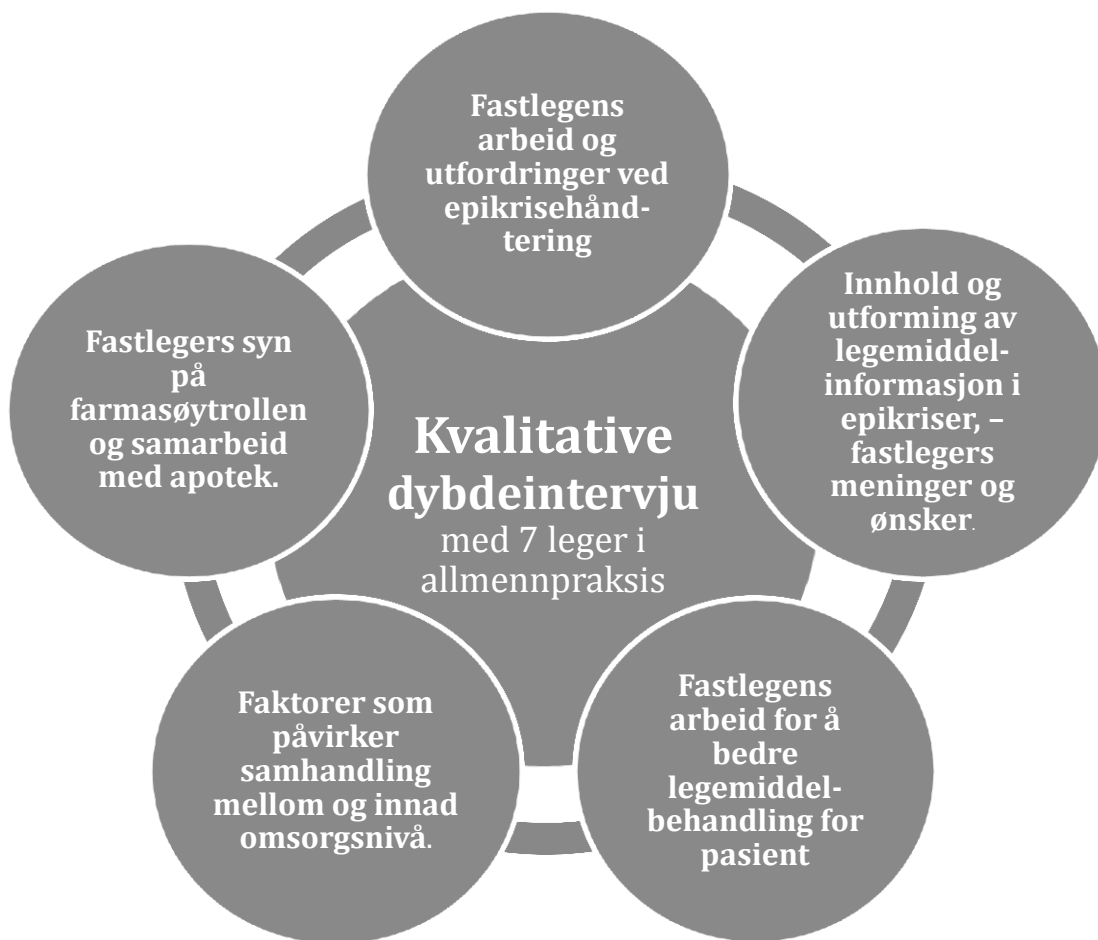 Fastlegens
arbeid og
utfordringer ved
epikrisehånd-
tering
Innhold og
utforming av
legemiddel-
informasjon i
epikriser, –
fastlegers
meninger og
ønsker.
Fastlegens
arbeid for å
bedre
legemiddel-
behandling for
pasient
Faktorer som
påvirker
samhandling
mellom og innad
omsorgsnivå.
Fastlegers syn
på
farmasøytrollen
og samarbeid
med apotek.
Kvalitative
dybdeintervju
med 7 leger i
allmennpraksis